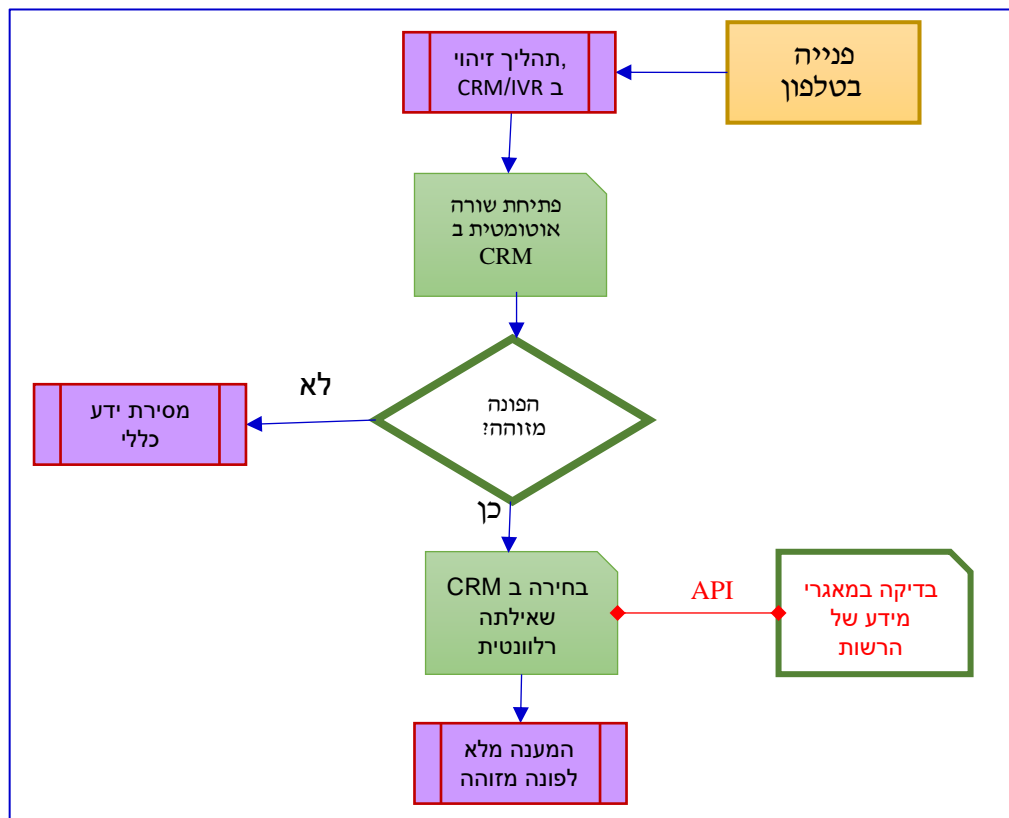 פנייה
בטלפון
תהליך זיהוי,
ב CRM/IVR
פתיחת שורה
אוטומטית ב
CRM
הפונה
מזוהה?
לא
מסירת ידע
כללי
כן
בחירה ב CRM
שאילתה
רלוונטית
API
בדיקה במאגרי
מידע של
הרשות
המענה מלא
לפונה מזוהה